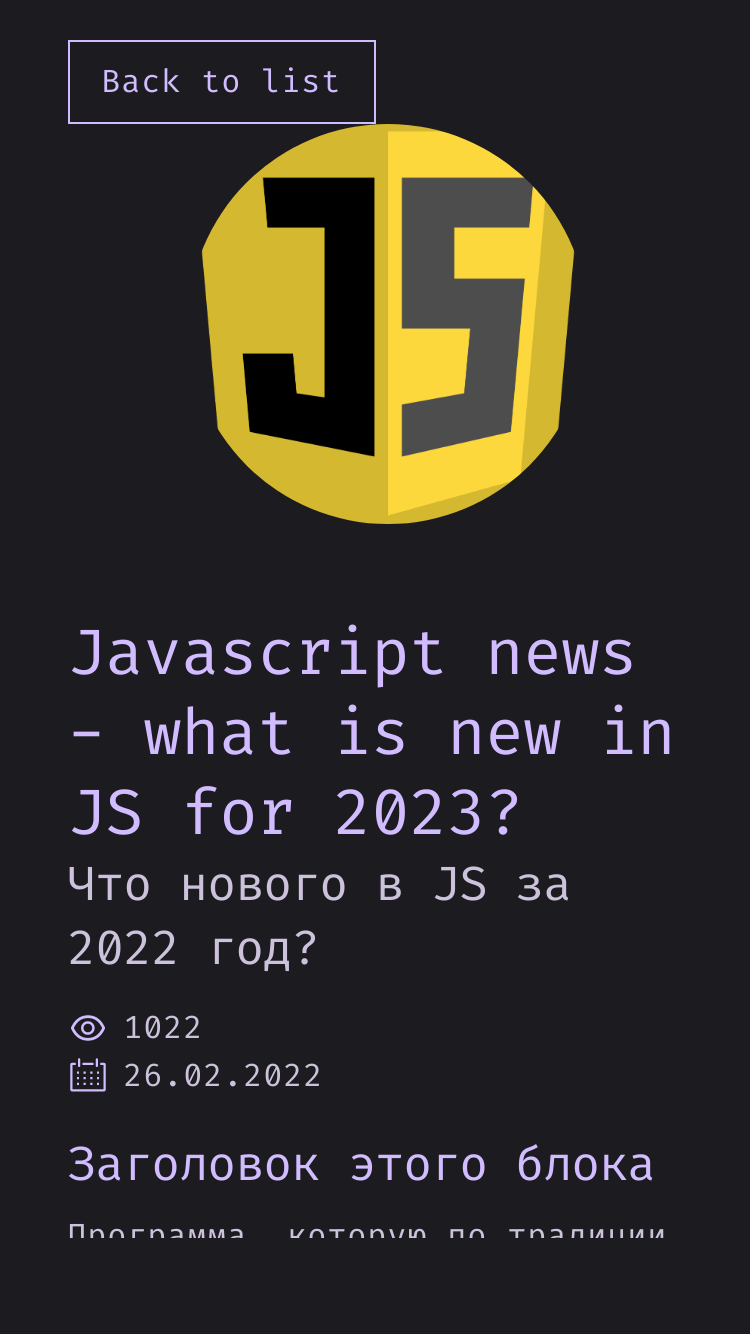 Back to list
JS
Javascript news
- what is new in
JS for 2023?
Что нового в JS за
2022 год?
1022
26.02.2022
Заголовок этого блока
Программа, которую по традиции